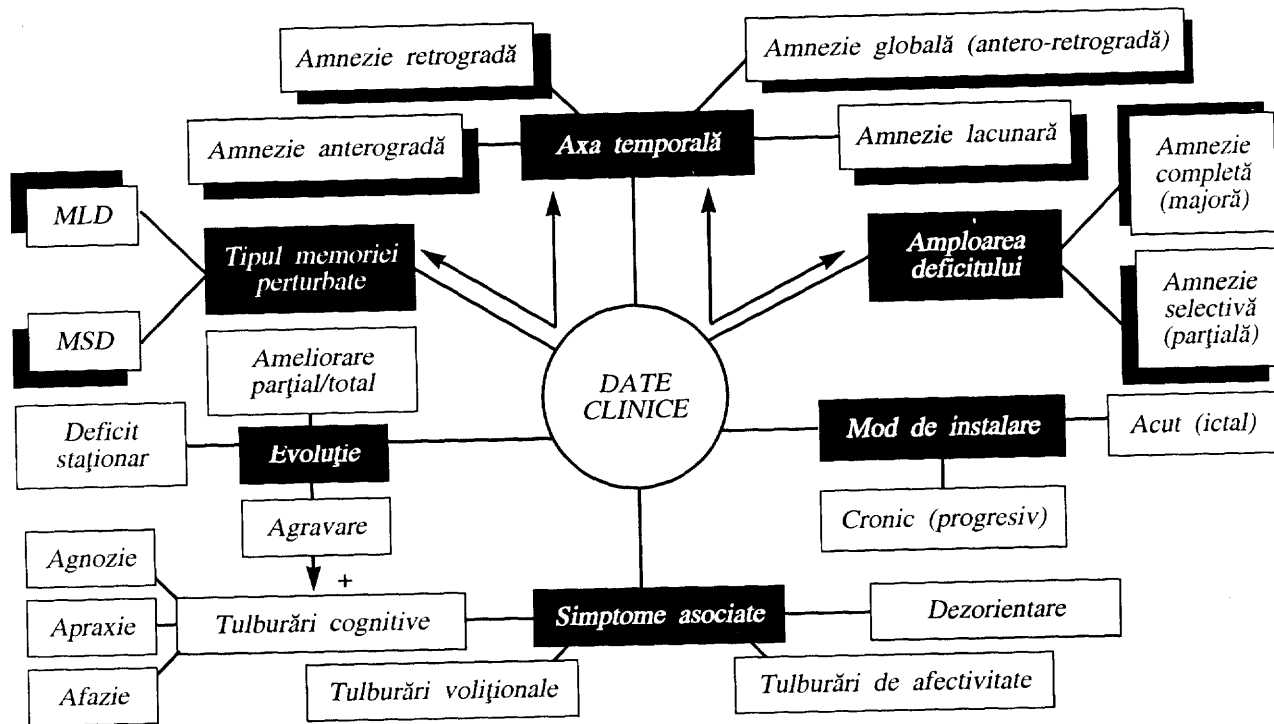 Amnezie retrogradă
Amnezie globală (antero-retrogradă)
Amnezie anterogradă
Axa temporală
Amnezie lacunară
Amnezie
completă
(majoră)
MLD
Tipul memoriei
perturbate
Amploarea
deficitului
Amnezie
selectivă
(parţială)
MSD
Ameliorare
parţial/total
DATE
CLINICE
Deficit
staţionar
Evoluţie
Mod de instalare
Acut (ictal)
Agravare
Cronic (progresiv)
+
Agnozie
Apraxie
Afazie
Tulburări cognitive
Simptome asociate
Dezorientare
Tulburări voliţionale
Tulburări de afectivitate